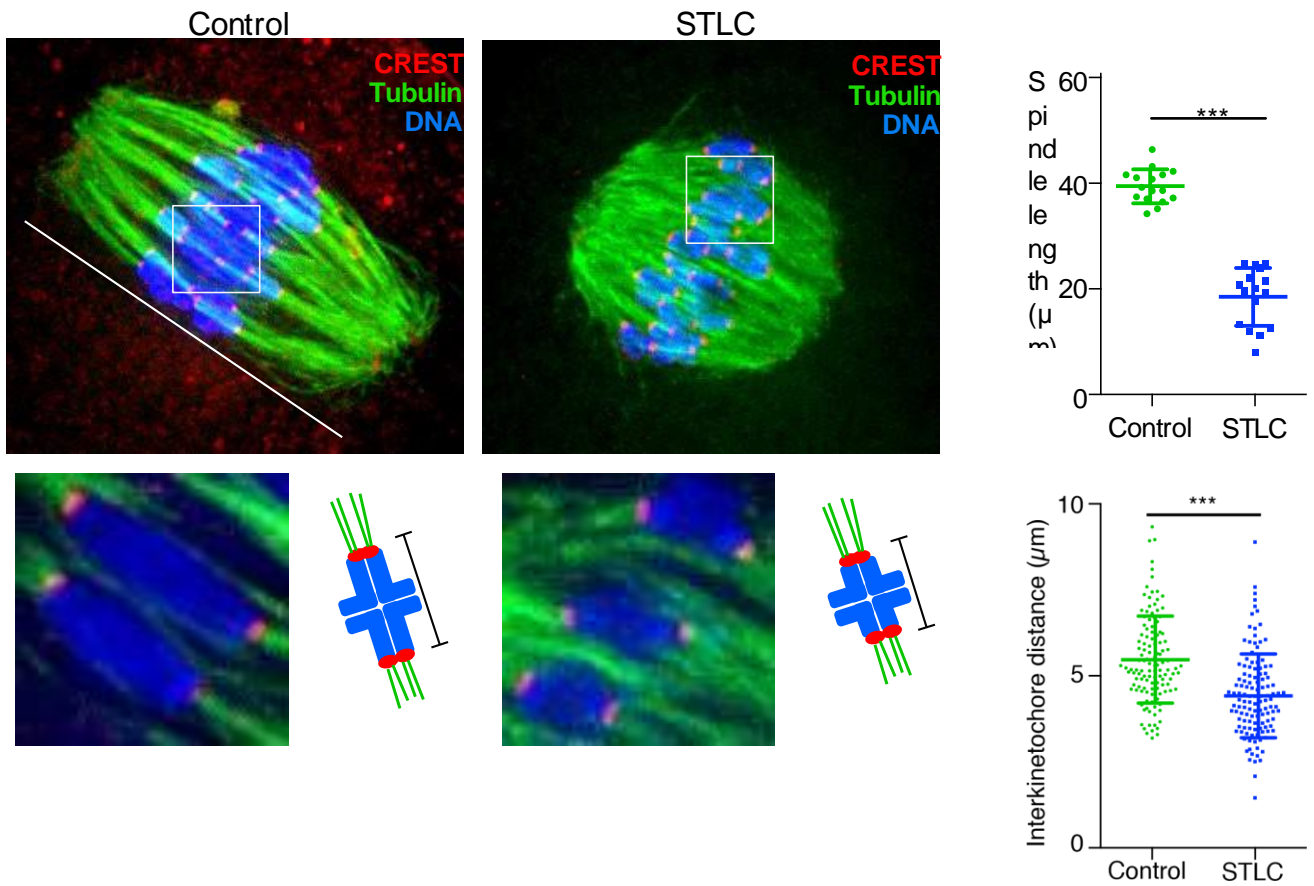 Control
CREST
Tubulin
DNA
STLC
CREST
Tubulin
DNA
S
pi
nd
le
le
ng
th
(µ
m)
60
40
20
0
***
Control
STLC
Interkinetochore distance (µm)
10
5
0
***
Control
STLC